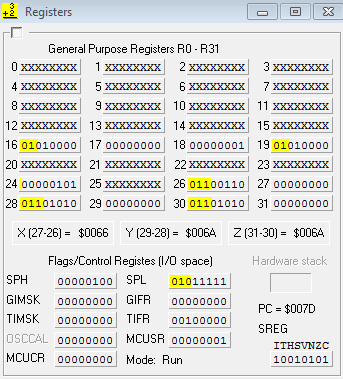 Registers
General Purpose Registers R0 - R31
0 XXXXXXXX 1 XXXXXXXX 2 XXXXXXXX 3 XXXXXXXX
4 XXXXXXXX 5 XXXXXXXX 6 XXXXXXXX 7 XXXXXXXX
8 XXXXXXXX 9 XXXXXXXX 10 XXXXXXXX 11 XXXXXXXX
12 XXXXXXXX 13 XXXXXXXX 14 XXXXXXXX 15 XXXXXXXX
16 01010000 17 00000000 18 00000001 19 01010000
20 XXXXXXXX 21 XXXXXXXX 22 XXXXXXXX 23 XXXXXXXX
24 00000101 25 XXXXXXXX 26 01100110 27 00000000
28 01101010 29 00000000 30 01101010 31 00000000
X (27-26) = $0066 Y (29-28) = $006A Z (31-30) = $006A
Flags/Control Registes (I/O space) Hardware stack
SPH 00000100 SPL 01011111
GIMSK 00000000 GIFR 00000000
TIMSK 00000000 TIFR 00100000 PC = $007D
OSCCAL 00000000 MCUSR 00000001 SREG
ITHSVNZC
MCUCR 00000000 Mode: Run 10010101